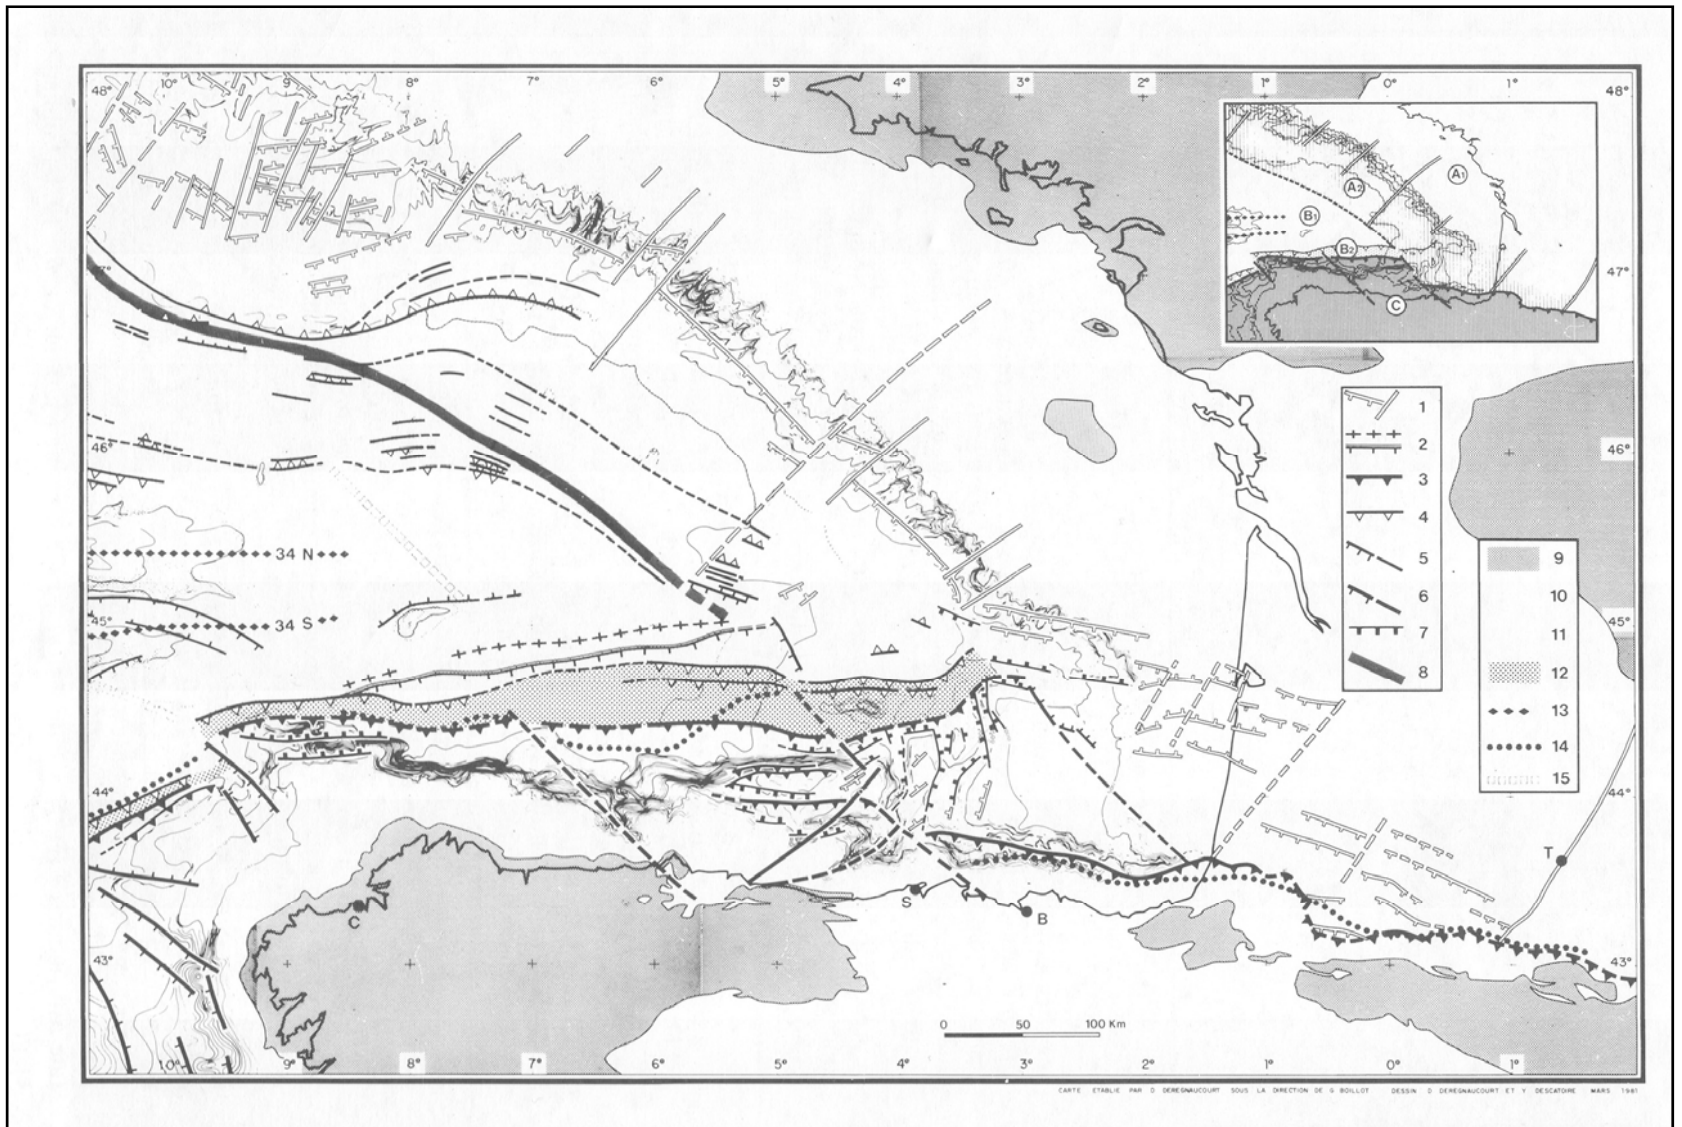 48° 10° 9 8° 7° 6° 5° 4° 3° 2° 1° 0° 1° 48°
A1
A2
B1
B2
C
7° 47°
1
2
3
4
5
6
7
8
9
10
11
12
13
14
15
46° 46°
34 N
34 S
45° 45°
44° 44°
T
C
S
B
43° 43°
0 50 100 Km
10° 9° 8° 7° 6° 5° 4° 3° 2° 1° 0° 1°
CARTE ETABLIE PAR D DEREGNAUCOURT SOUS LA DIRECTION DE G BOILLOT DESSIN D DEREGNAUCOURT ET Y DESCATOIRE MARS 1981